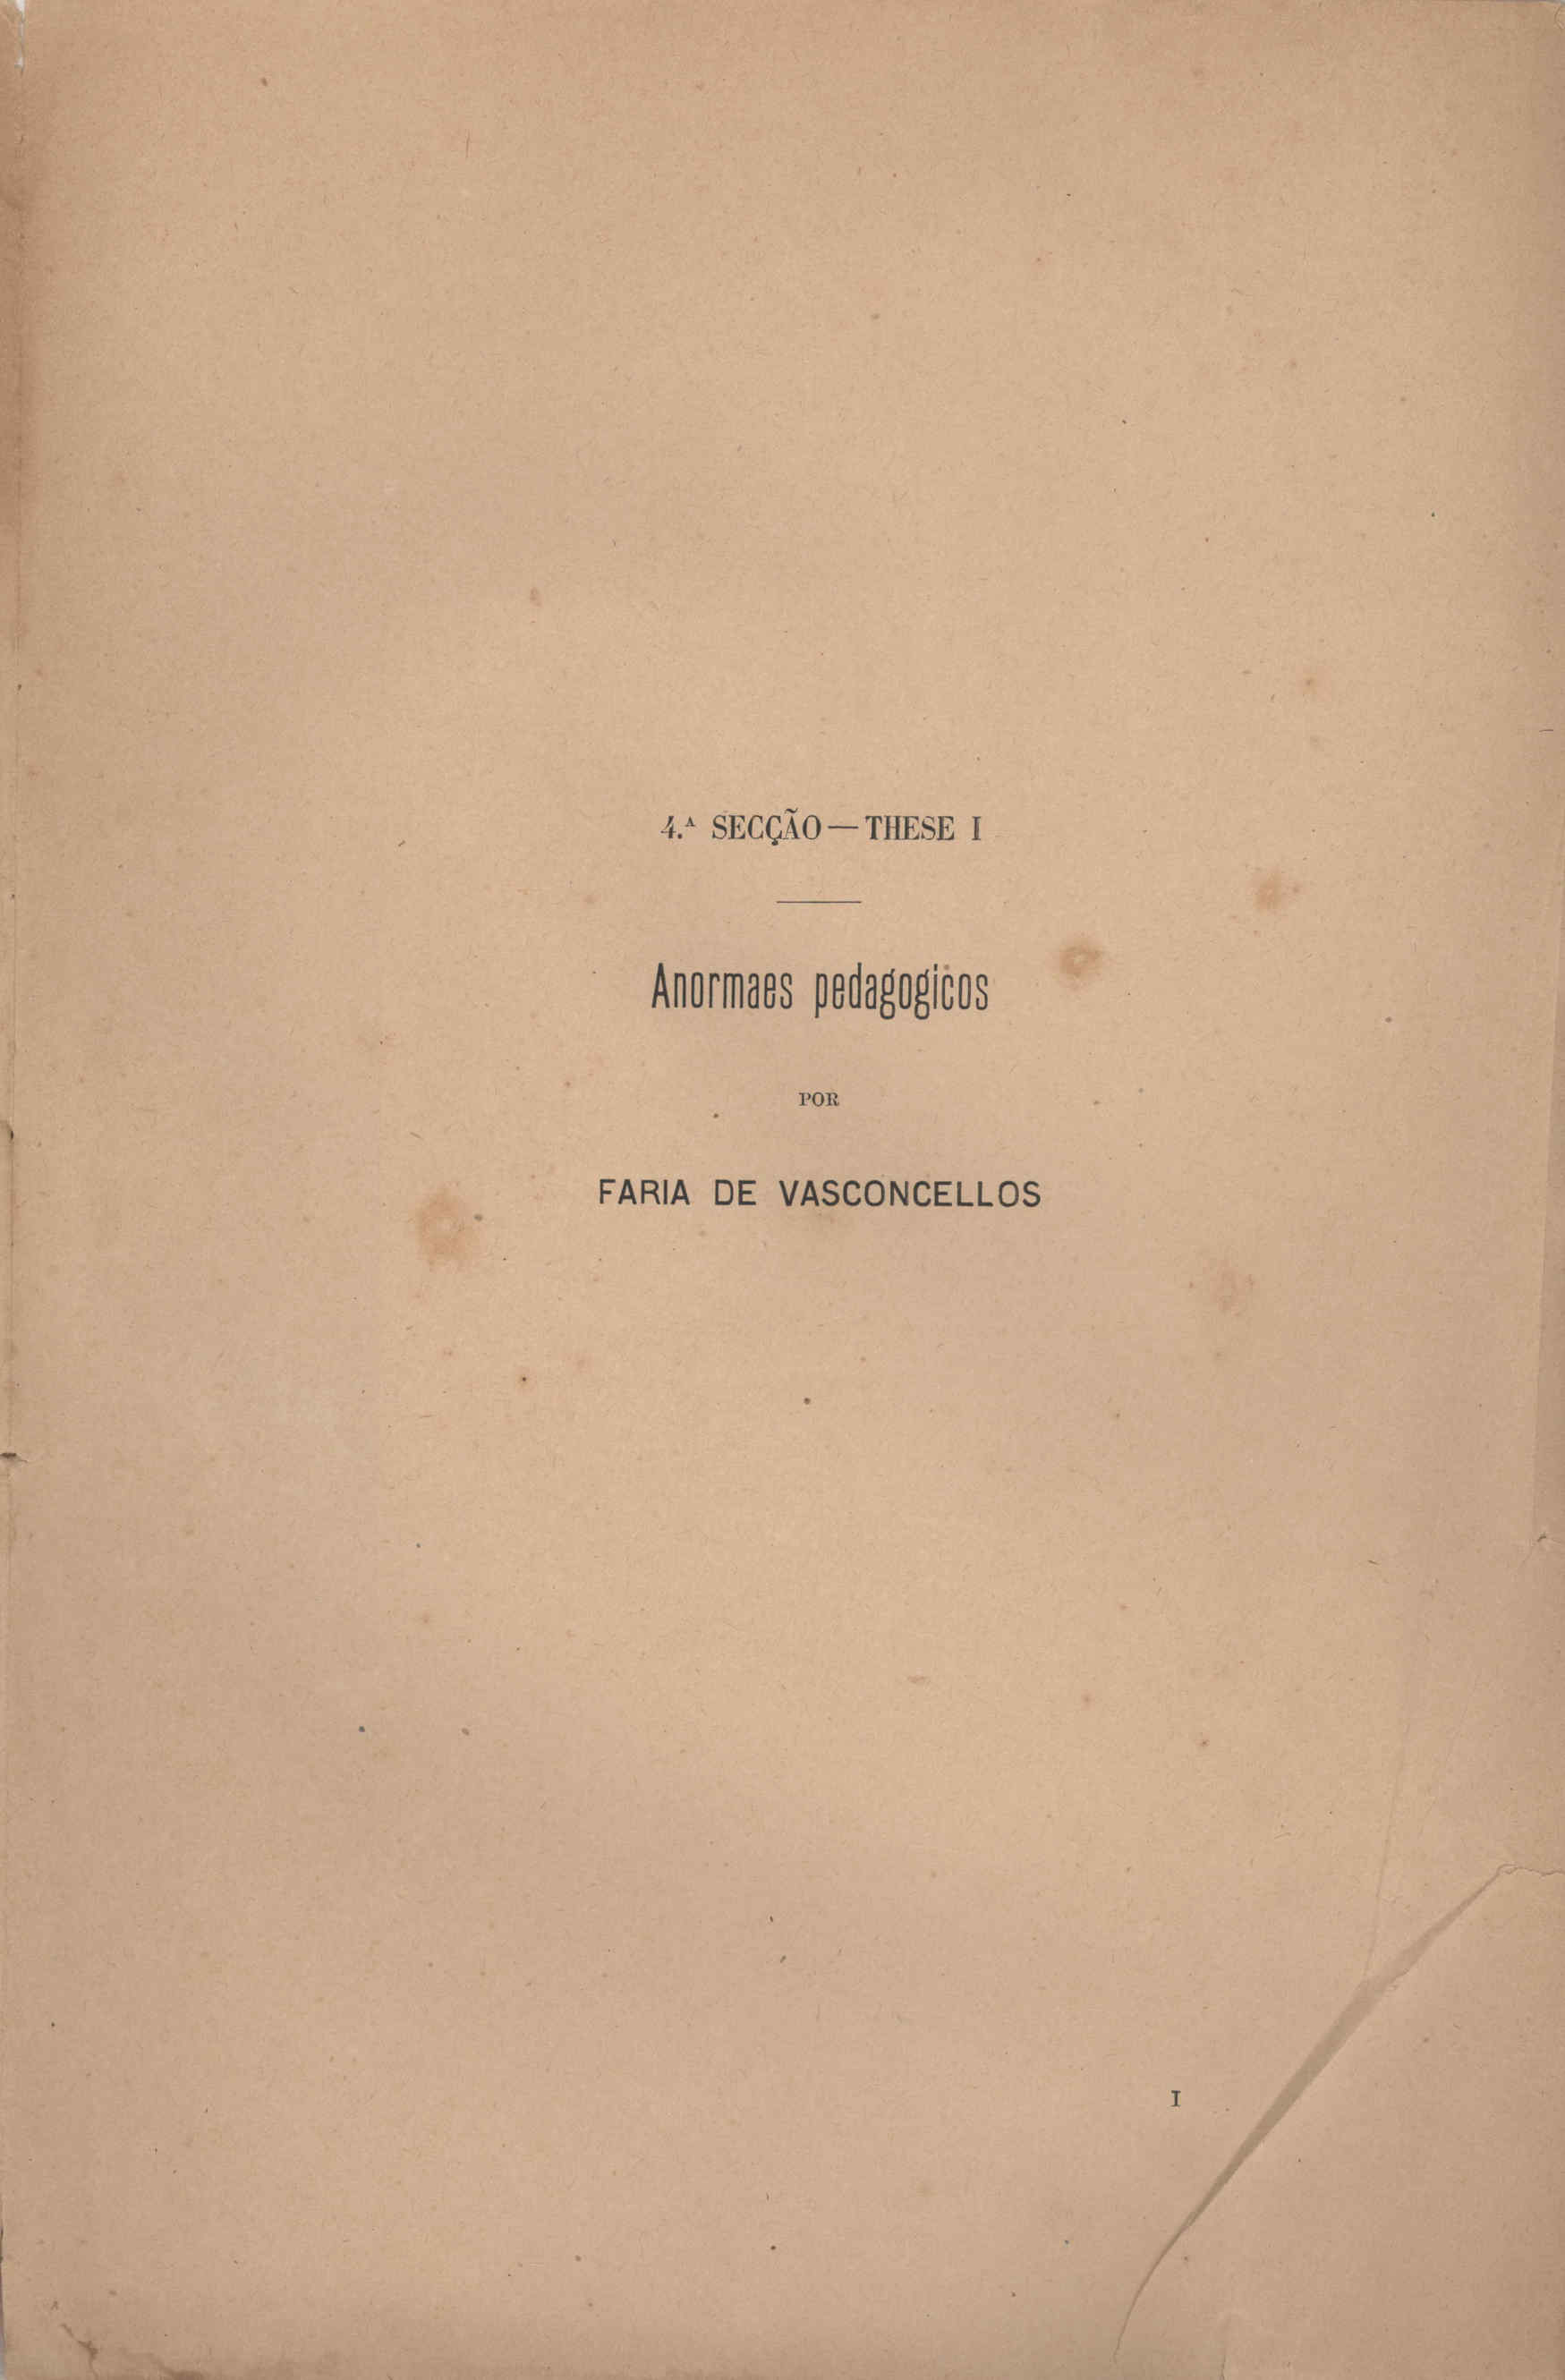 4.ᴬ SECÇÃO — THESE I
Anormaes pedagogicos
POR
FARIA DE VASCONCELLOS
I